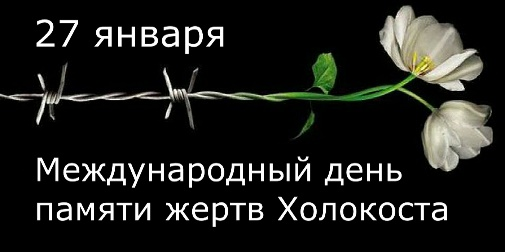 27 января
Международный день
памяти жертв Холокоста